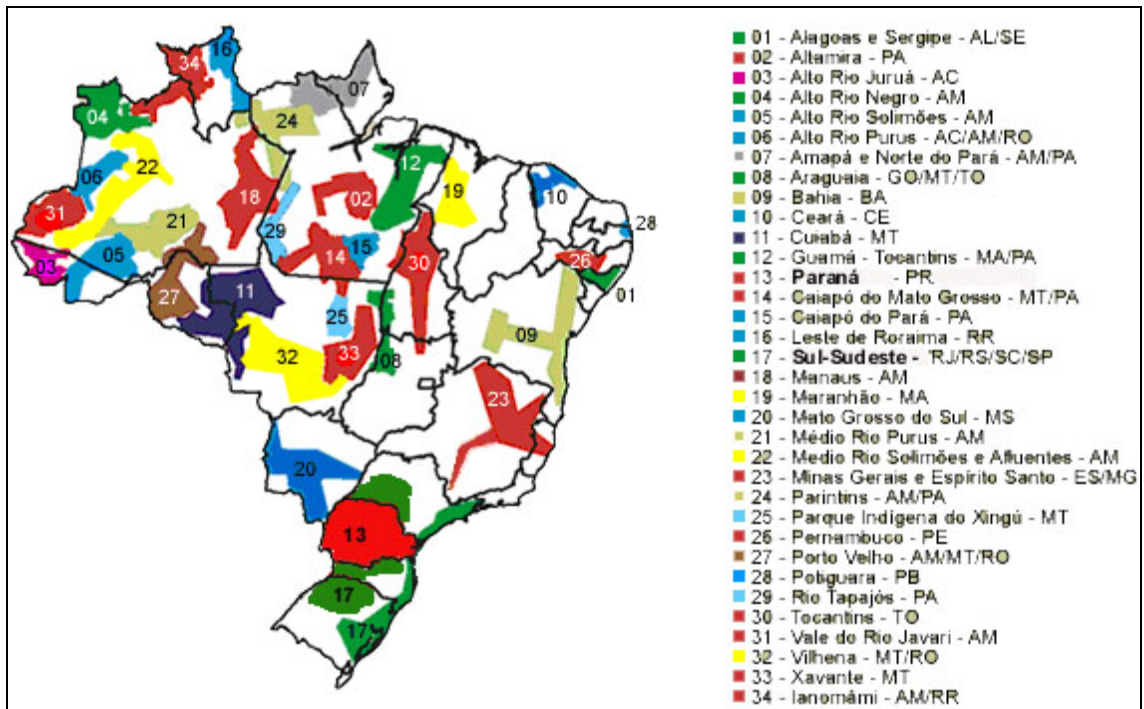 34
16
07
04
24
22
12
06
18
02
19
10
31
21
29
28
03
05
14
15
30
26
27
11
25
01
09
32
33
08
23
20
13
17
17
01 - Alagoas e Sergipe - AL/SE
02 - Altamira - PA
03 - Alto Rio Juruá - AC
04 - Alto Rio Negro - AM
05 - Alto Rio Solimões - AM
06 - Alto Rio Purus - AC/AM/RO
07 - Amapá e Norte do Pará - AM/PA
08 - Araguaia - GO/MT/TO
09 - Bahia - BA
10 - Ceará - CE
11 - Cuiabá - MT
12 - Guamá - Tocantins - MA/PA
13 - Paraná - PR
14 - Caiapó do Mato Grosso - MT/PA
15 - Caiapó do Pará - PA
16 - Leste de Roraima - RR
17 - Sul-Sudeste - RJ/RS/SC/SP
18 - Manaus - AM
19 - Maranhão - MA
20 - Mato Grosso do Sul - MS
21 - Médio Rio Purus - AM
22 - Medio Rio Solimões e Afluentes - AM
23 - Minas Gerais e Espírito Santo - ES/MG
24 - Parintins - AM/PA
25 - Parque Indígena do Xingú - MT
26 - Pernambuco - PE
27 - Porto Velho - AM/MT/RO
28 - Potiguara - PB
29 - Rio Tapajós - PA
30 - Tocantins - TO
31 - Vale do Rio Javari - AM
32 - Vilhena - MT/RO
33 - Xavante - MT
34 - Ianomâmi - AM/RR